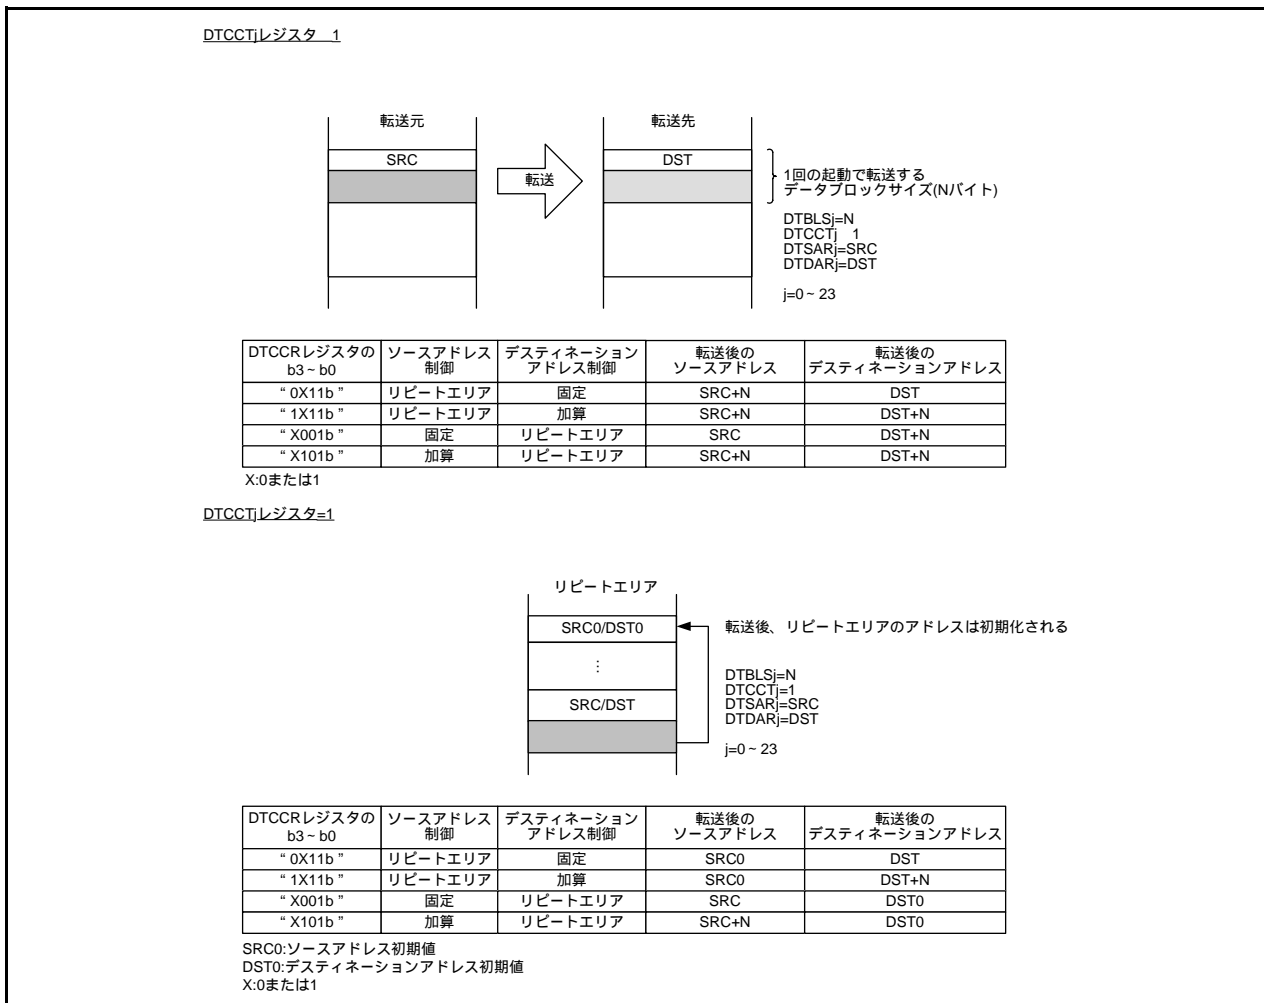 DTCCTjレジスタ 1
転送元
転送先
SRC
DST
転送
1回の起動で転送する
データブロックサイズ(Nバイト)
DTBLSj=N
DTCCTj 1
DTSARj=SRC
DTDARj=DST
j=0～23
DTCCRレジスタの
b3～b0
ソースアドレス
制御
デスティネーション
アドレス制御
転送後の
ソースアドレス
転送後の
デスティネーションアドレス
“ 0X11b ” リピートエリア 固定 SRC+N DST
“ 1X11b ” リピートエリア 加算 SRC+N DST+N
“ X001b ” 固定 リピートエリア SRC DST+N
“ X101b ” 加算 リピートエリア SRC+N DST+N
X:0または1
DTCCTjレジスタ=1
リピートエリア
SRC0/DST0
転送後、リピートエリアのアドレスは初期化される
⋮
SRC/DST
DTBLSj=N
DTCCTj=1
DTSARj=SRC
DTDARj=DST
j=0～23
DTCCRレジスタの
b3～b0
ソースアドレス
制御
デスティネーション
アドレス制御
転送後の
ソースアドレス
転送後の
デスティネーションアドレス
“ 0X11b ” リピートエリア 固定 SRC0 DST
“ 1X11b ” リピートエリア 加算 SRC0 DST+N
“ X001b ” 固定 リピートエリア SRC DST0
“ X101b ” 加算 リピートエリア SRC+N DST0
SRC0:ソースアドレス初期値
DST0:デスティネーションアドレス初期値
X:0または1